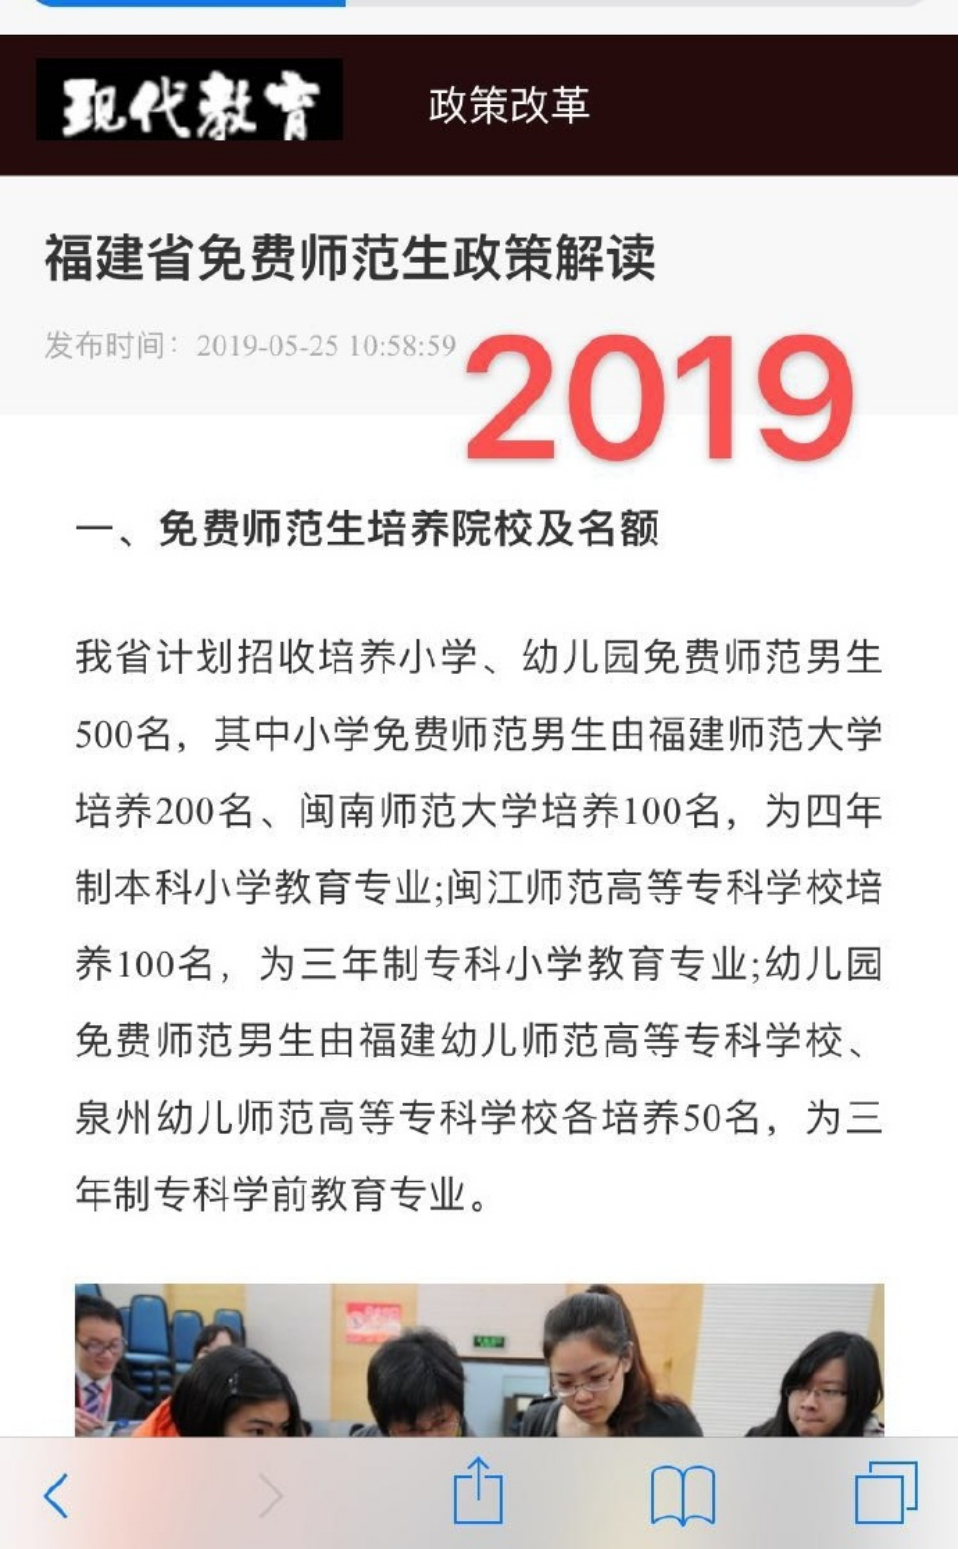 现代教育
政策改革
福建省免费师范生政策解读
发布时间：2019-05-25 10:58:59
2019
一、免费师范生培养院校及名额
我省计划招收培养小学、幼儿园免费师范男生
500名，其中小学免费师范男生由福建师范大学
培养200名、闽南师范大学培养100名，为四年
制本科小学教育专业;闽江师范高等专科学校培
养100名，为三年制专科小学教育专业;幼儿园
免费师范男生由福建幼儿师范高等专科学校、
泉州幼儿师范高等专科学校各培养50名，为三
年制专科学前教育专业。